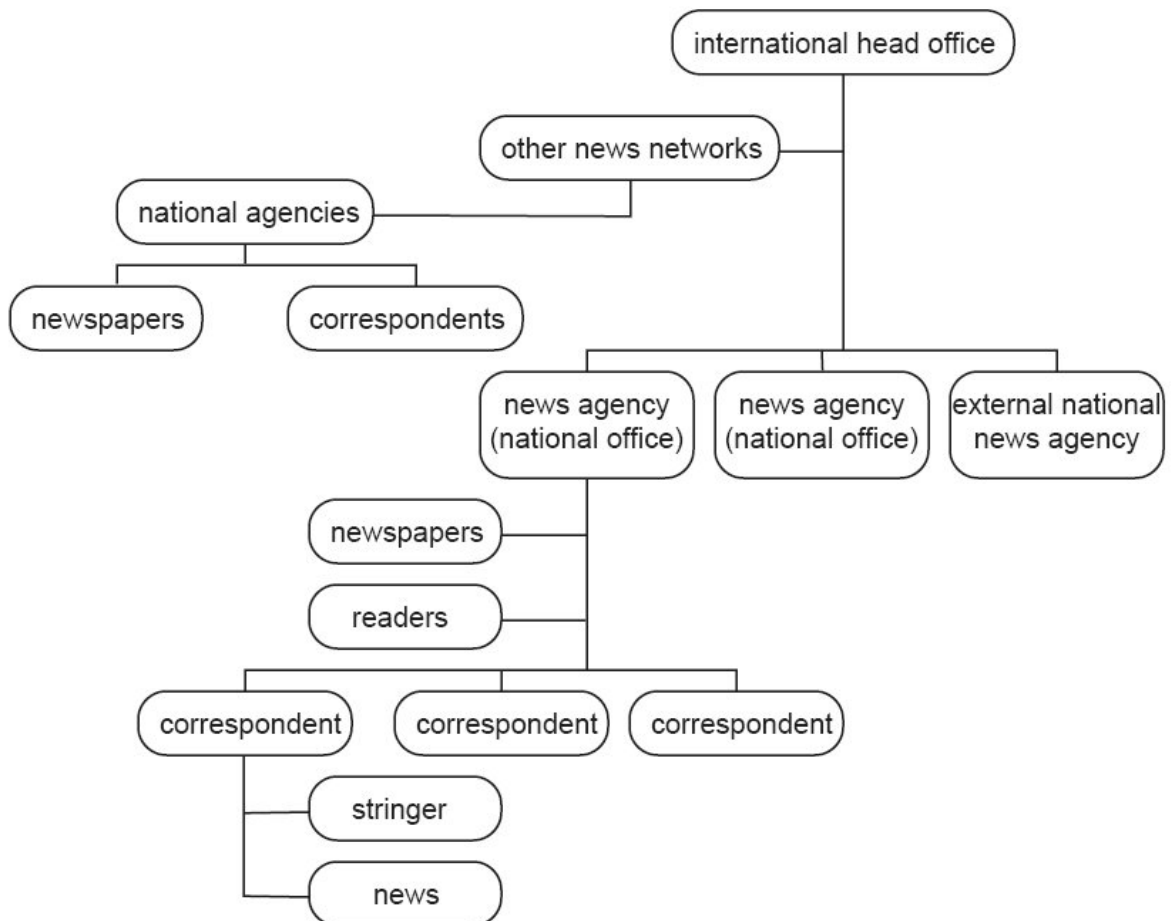 international head office
other news networks
national agencies
newspapers
correspondents
news agency
(national office)
news agency
(national office)
external national
news agency
newspapers
readers
correspondent
correspondent
correspondent
stringer
news